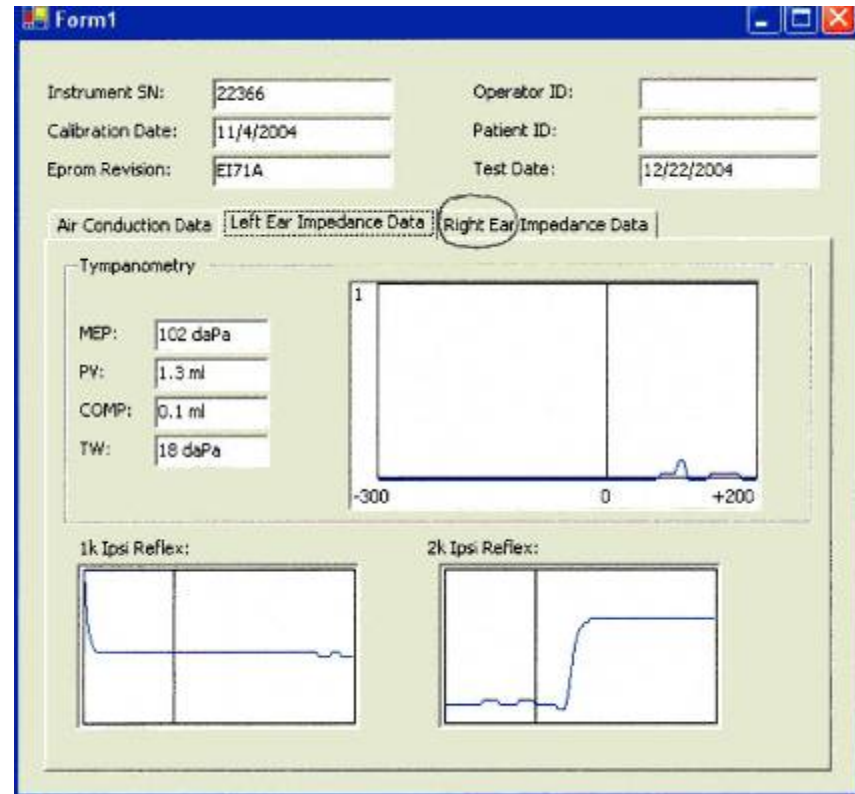 Form1
Instrument SN: 22366 Operator ID:
Calibration Date: 11/4/2004 Patient ID:
Eprom Revision: EI71A Test Date: 12/22/2004
Air Conduction Data Left Ear Impedance Data Right Ear Impedance Data
Tympanometry
1
MEP: 102 daPa
PV: 1.3 ml
COMP: 0.1 ml
TW: 18 daPa
-300 0 +200
1k Ipsi Reflex: 2k Ipsi Reflex: